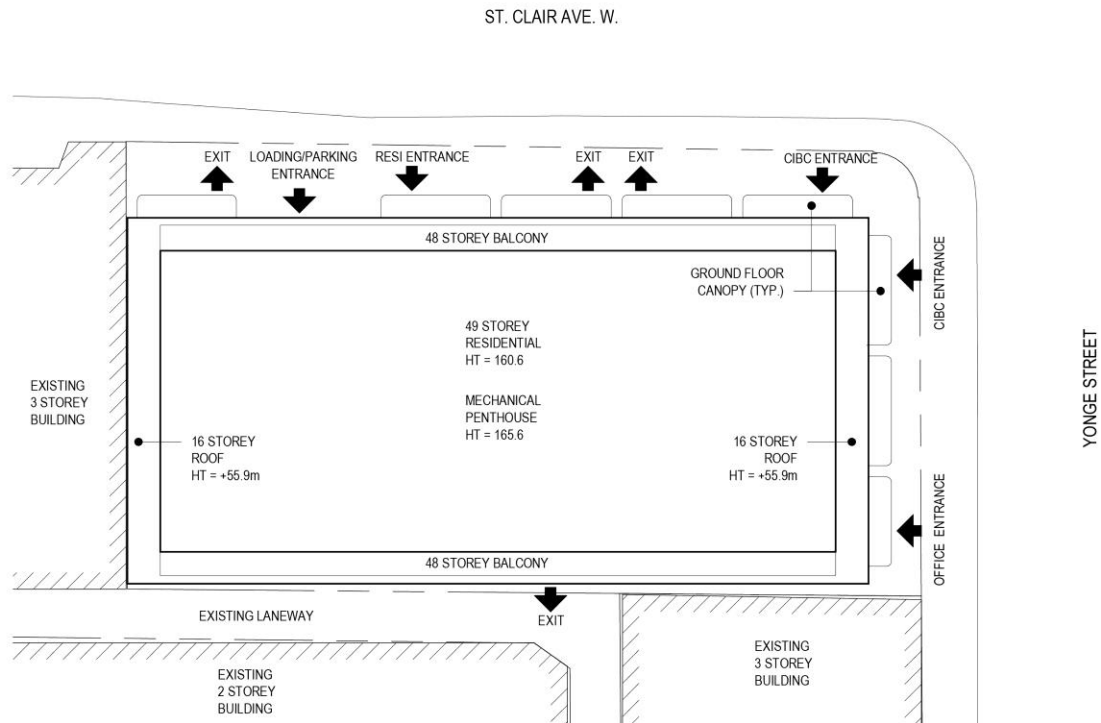 ST. CLAIR AVE. W.
EXIT
LOADING/PARKING
ENTRANCE
RESI ENTRANCE
EXIT
EXIT
CIBC ENTRANCE
48 STOREY BALCONY
GROUND FLOOR
CANOPY (TYP.)
CIBC ENTRANCE
49 STOREY
RESIDENTIAL
HT = 160.6
MECHANICAL
PENTHOUSE
HT = 165.6
EXISTING
3 STOREY
BUILDING
16 STOREY
ROOF
HT = +55.9m
16 STOREY
ROOF
HT = +55.9m
YONGE STREET
OFFICE ENTRANCE
48 STOREY BALCONY
EXISTING LANEWAY
EXIT
EXISTING
2 STOREY
BUILDING
EXISTING
3 STOREY
BUILDING